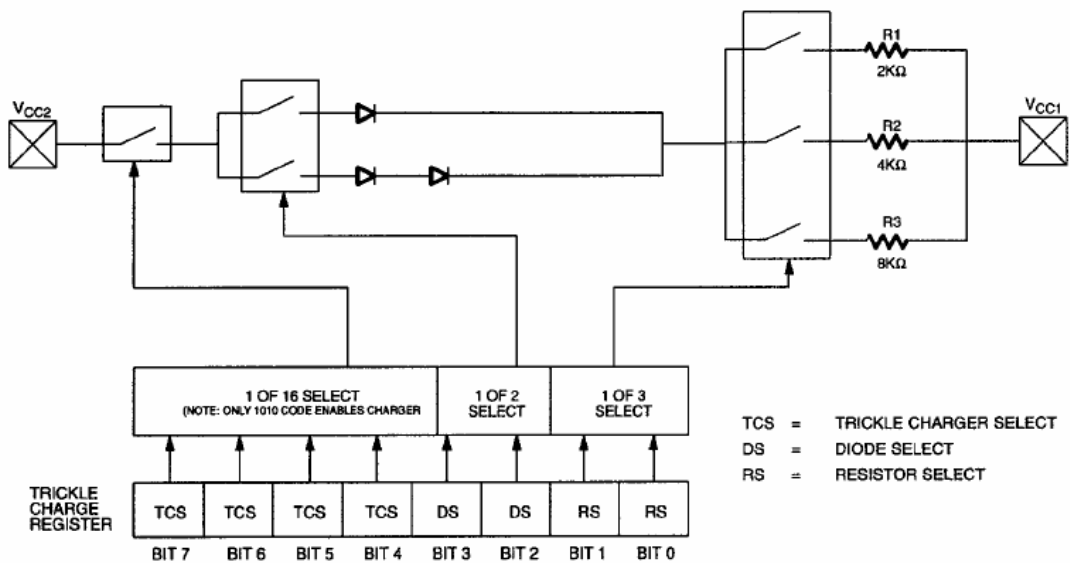 R1
2KΩ
VCC2
VCC1
R2
4KΩ
R3
8KΩ
1 OF 16 SELECT
(NOTE: ONLY 1010 CODE ENABLES CHARGER
1 OF 2
SELECT
1 OF 3
SELECT
TCS = TRICKLE CHARGER SELECT
DS = DIODE SELECT
RS = RESISTOR SELECT
TRICKLE
CHARGE
REGISTER
TCS TCS TCS TCS DS DS RS RS
BIT 7 BIT 6 BIT 5 BIT 4 BIT 3 BIT 2 BIT 1 BIT 0